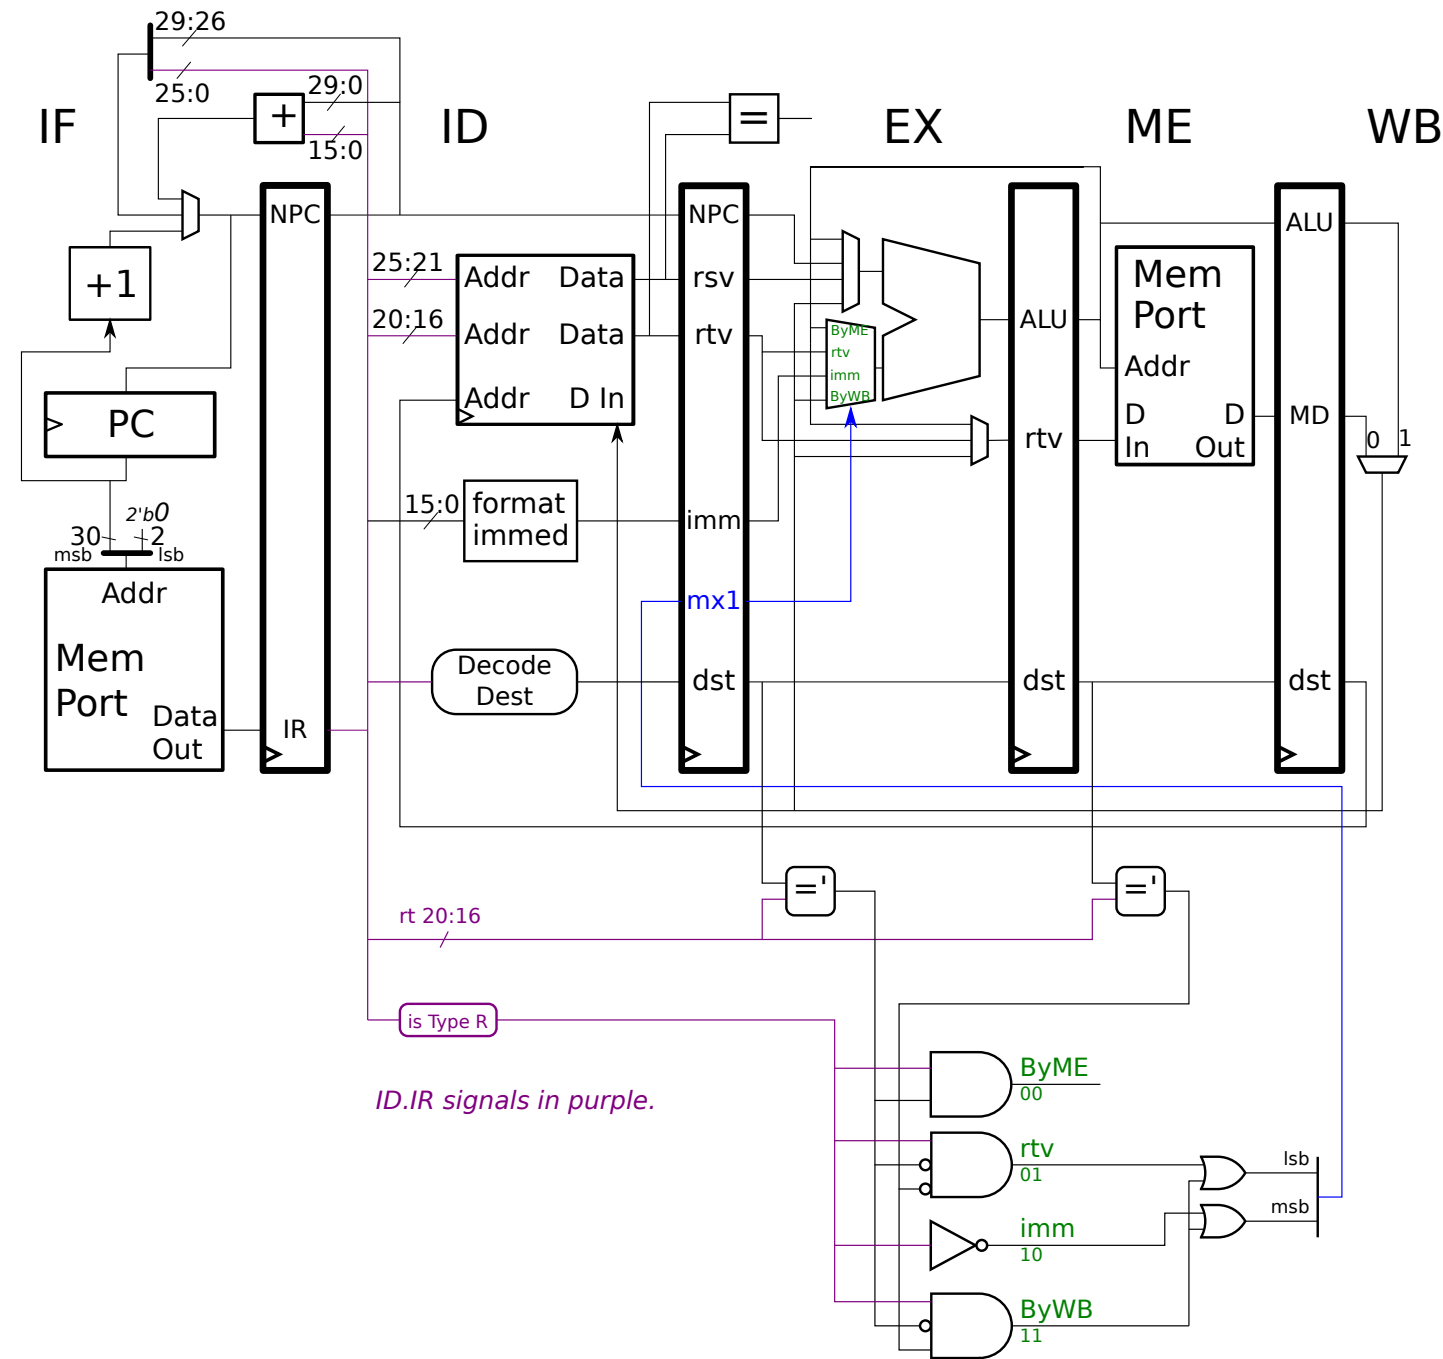 29:26
25:0
29:0
15:0
+
=
IF
ID
EX
ME
WB
NPC
NPC
ALU
+1
25:21
20:16
Addr
Data
Addr
Data
Addr
D In
rsv
rtv
ByME
rtv
imm
ByWB
ALU
Mem
Port
Addr
D
In
D
Out
MD
0
1
rtv
PC
2'b0
30
2
msb
lsb
Addr
Mem
Port
Data
Out
IR
15:0
format
immed
imm
mx1
Decode
Dest
dst
dst
dst
='
='
rt 20:16
is Type R
ID.IR signals in purple.
ByME
00
rtv
01
imm
10
ByWB
11
lsb
msb